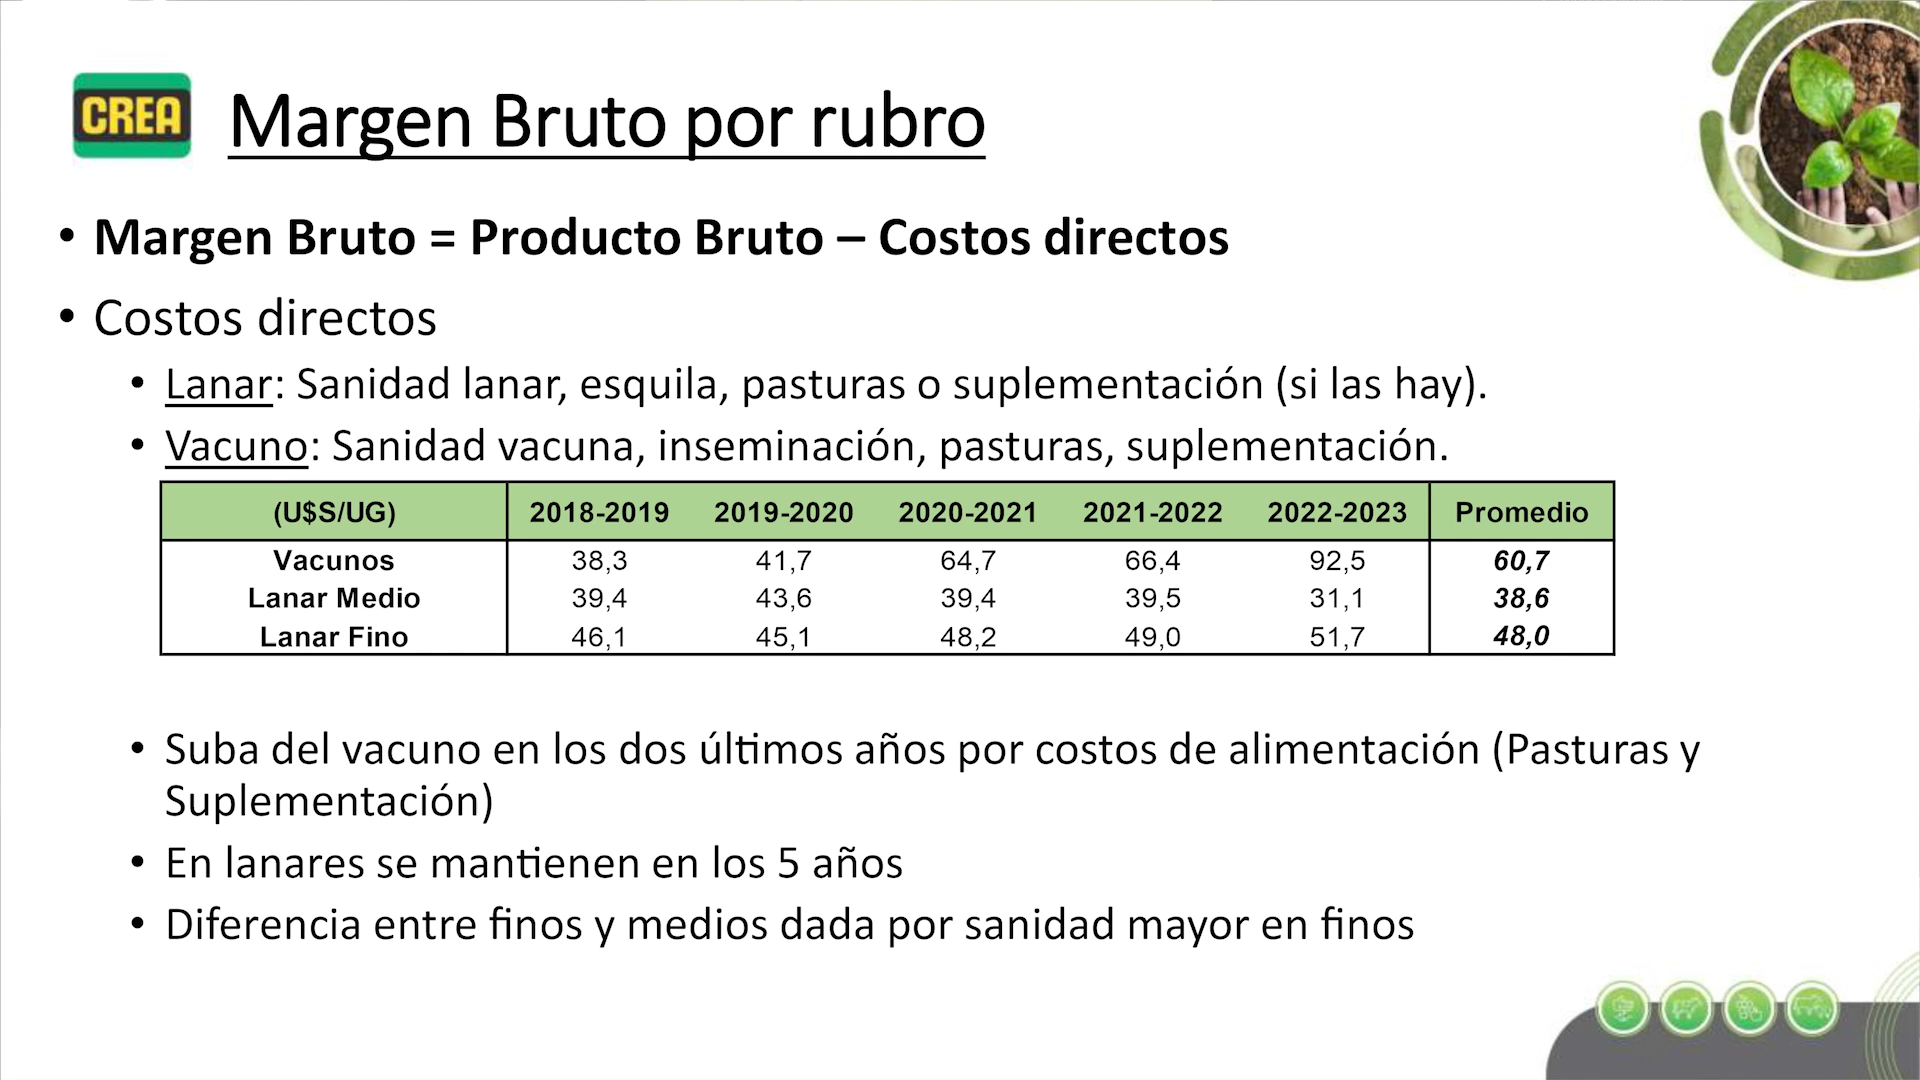 CREA
Margen Bruto por rubro
• Margen Bruto = Producto Bruto – Costos directos
• Costos directos
• Lanar: Sanidad lanar, esquila, pasturas o suplementación (si las hay).
• Vacuno: Sanidad vacuna, inseminación, pasturas, suplementación.
(U$S/UG) 2018-2019 2019-2020 2020-2021 2021-2022 2022-2023 Promedio
Vacunos 38,3 41,7 64,7 66,4 92,5 60,7
Lanar Medio 39,4 43,6 39,4 39,5 31,1 38,6
Lanar Fino 46,1 45,1 48,2 49,0 51,7 48,0
• Suba del vacuno en los dos últimos años por costos de alimentación (Pasturas y
Suplementación)
• En lanares se mantienen en los 5 años
• Diferencia entre finos y medios dada por sanidad mayor en finos